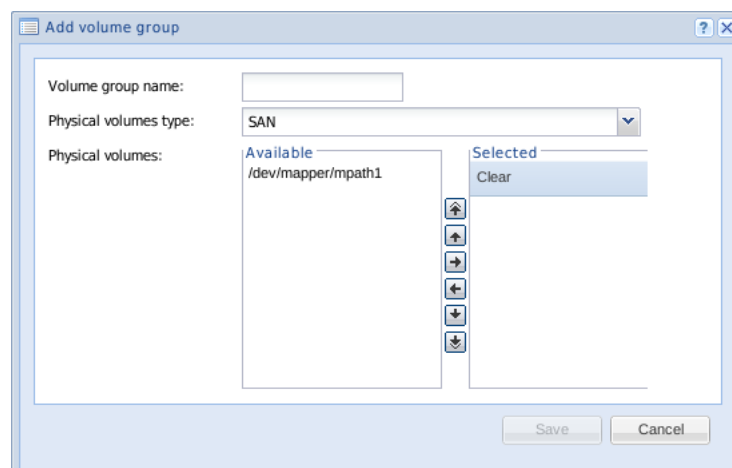 Add volume group
?
Volume group name:
Physical volumes type: SAN
Physical volumes:
Available
Selected
/dev/mapper/mpath1
Clear
Save
Cancel